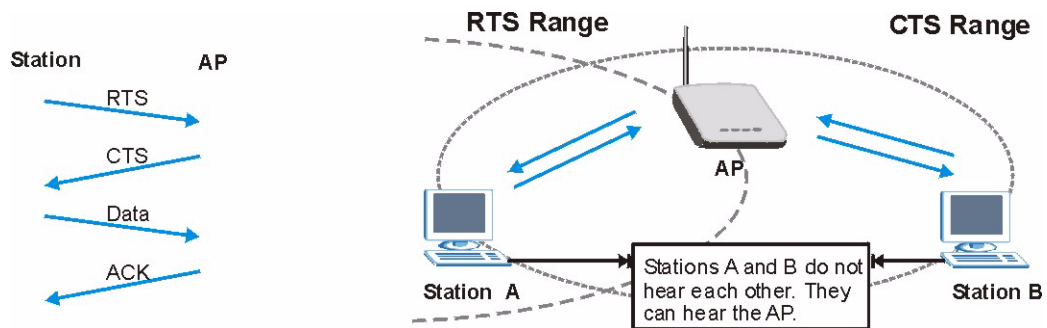 Station
AP
RTS
CTS
Data
ACK
RTS Range
CTS Range
AP
Station A
Stations A and B do not
hear each other. They
can hear the AP.
Station B